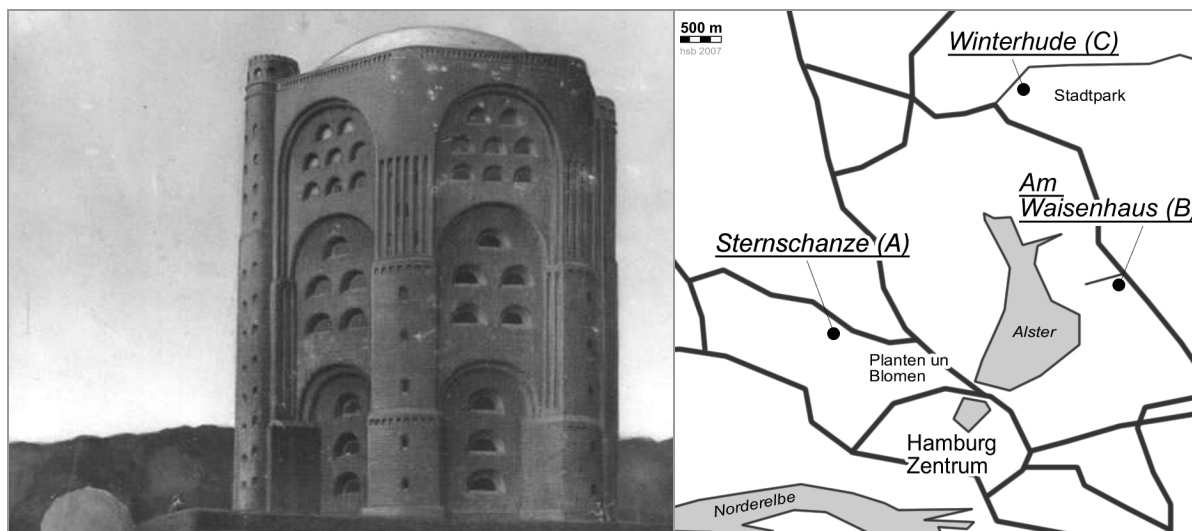 500 m
hsb 2007
Winterhude (C)
Stadtpark
Am
Waisenhaus (B)
Sternschanze (A)
Alster
Planten un
Blomen
Hamburg
Zentrum
Norderelbe